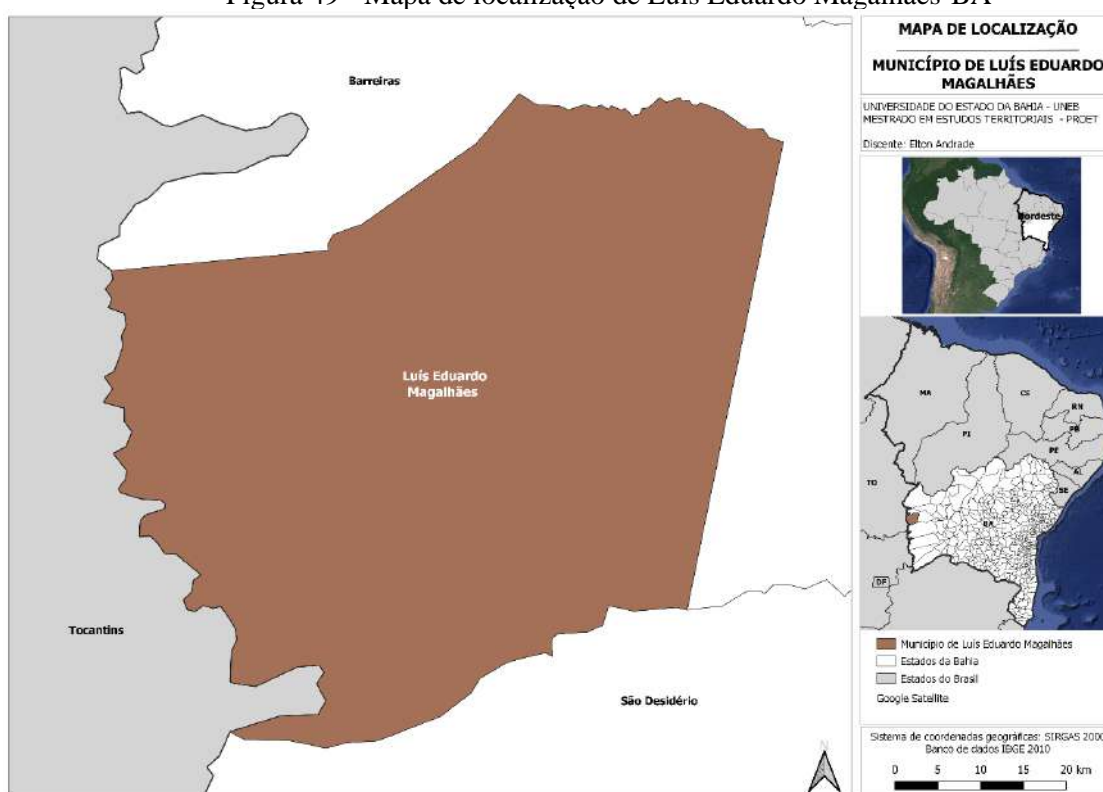 Figura 49 - Mapa de localização de Luís Eduardo Magalhães-BA
Barreiras
Luís Eduardo
Magalhães
Tocantins
São Desidério
N
MAPA DE LOCALIZAÇÃO
MUNICÍPIO DE LUÍS EDUARDO
MAGALHÃES
UNIVERSIDADE DO ESTADO DA BAHIA - UNEB
MESTRADO EM ESTUDOS TERRITORIAIS - PROET
Discente: Elton Andrade
Nordeste
MA
CE
RN
PB
PI
PE
AL
SE
TO
BA
DF
Município de Luís Eduardo Magalhães
Estados da Bahia
Estados do Brasil
Google Satellite
Sistema de coordenadas geográficas: SIRGAS 2000
Banco de dados IBGE 2010
0 5 10 15 20 km